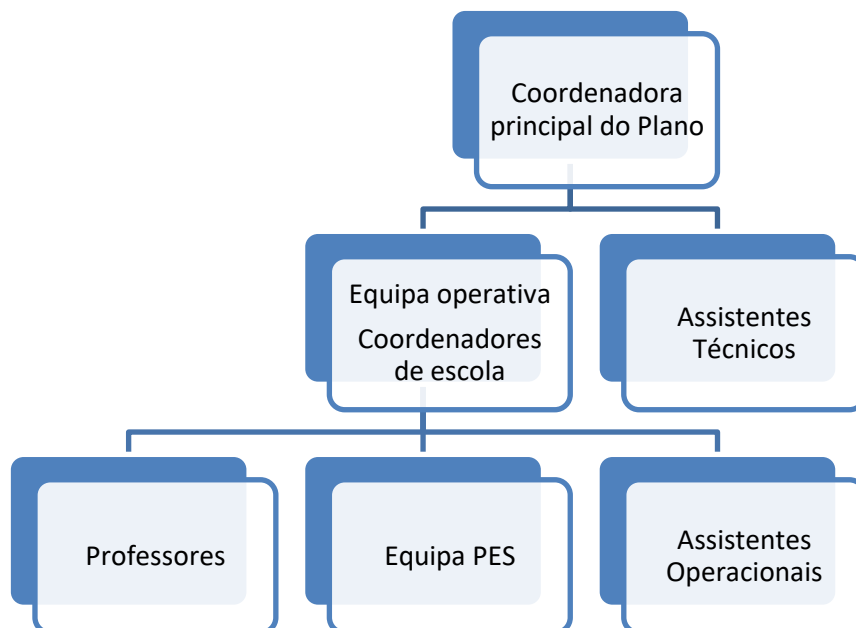 Coordenadora
principal do Plano
Equipa operativa
Coordenadores
de escola
Assistentes
Técnicos
Professores
Equipa PES
Assistentes
Operacionais